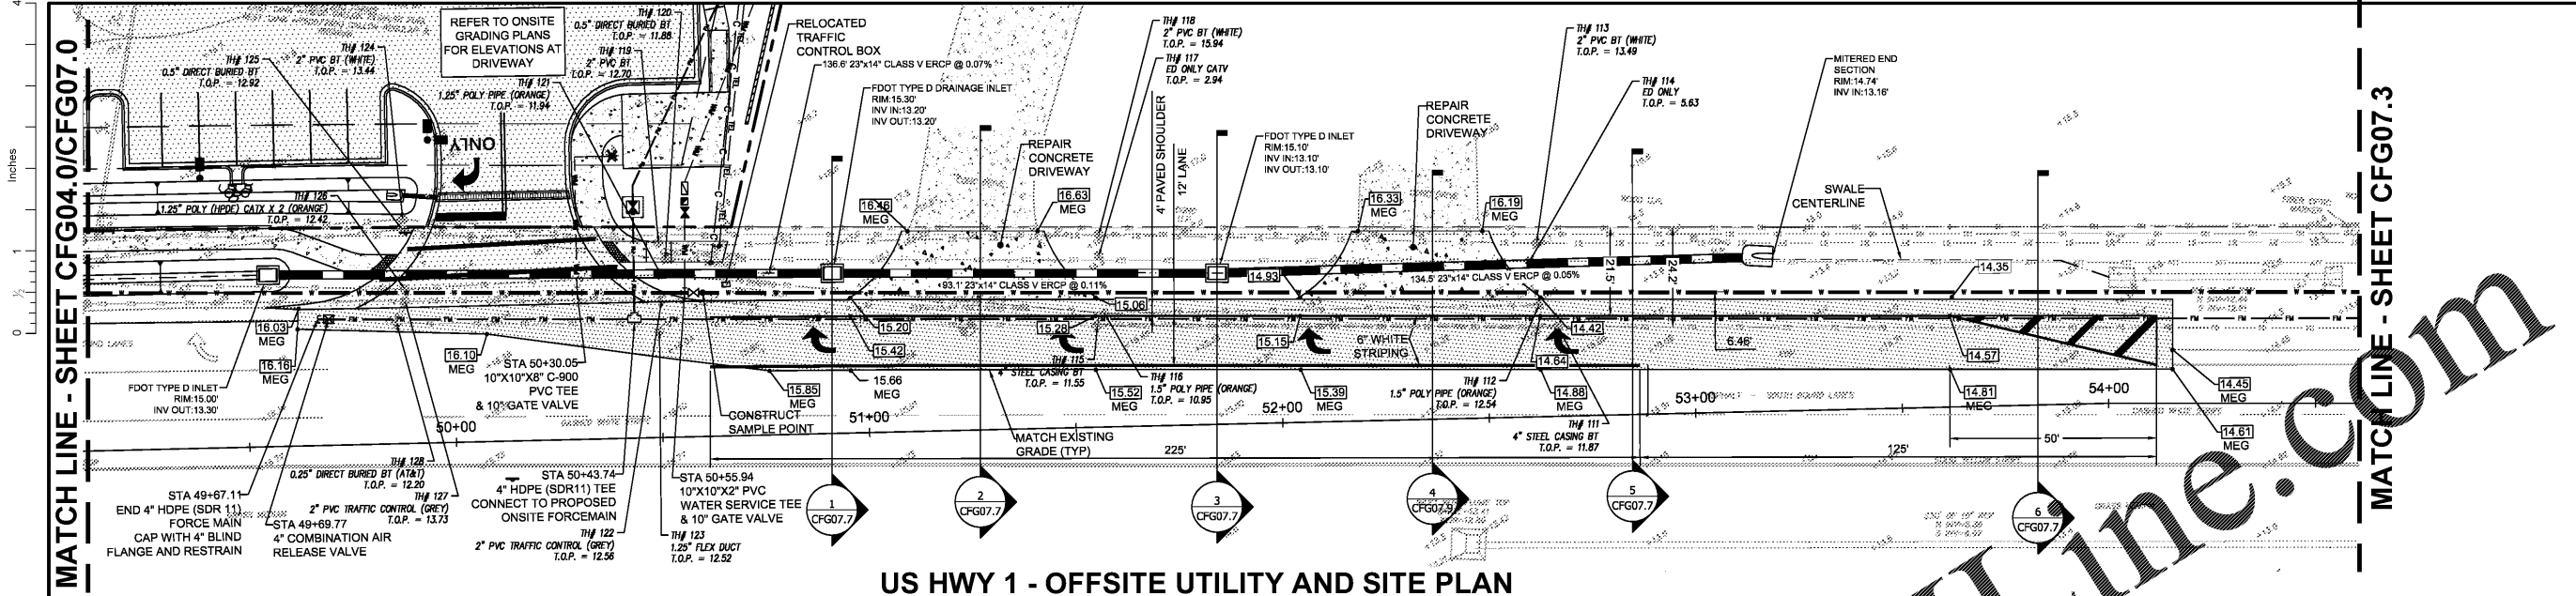 MATCH LINE - SHEET CFG04.0/CFG07.0
4
Inches
1
½
0
TH# 125
0.5" DIRECT BURIED BT
T.O.P. = 12.92
TH# 124
2" PVC BT (WHITE)
T.O.P. = 13.44
REFER TO ONSITE
GRADING PLANS
FOR ELEVATIONS AT
DRIVEWAY
TH# 120
0.5" DIRECT BURIED BT
T.O.P. = 11.88
TH# 119
2" PVC BT
T.O.P. = 12.70
TH# 121
1.25" POLY PIPE (ORANGE)
T.O.P. = 11.94
RELOCATED
TRAFFIC
CONTROL BOX
136.6' 23"x14" CLASS V ERCP @ 0.07%
FDOT TYPE D DRAINAGE INLET
RIM:15.30'
INV IN:13.20'
INV OUT:13.20'
TH# 118
2" PVC BT (WHITE)
T.O.P. = 15.94
TH# 117
ED ONLY CATV
T.O.P. = 2.94
4' PAVED SHOULDER
12' LANE
REPAIR
CONCRETE
DRIVEWAY
FDOT TYPE D INLET
RIM:15.10'
INV IN:13.10'
INV OUT:13.10'
REPAIR
CONCRETE
DRIVEWAY
TH# 113
2" PVC BT (WHITE)
T.O.P. = 13.49
TH# 114
ED ONLY
T.O.P. = 5.63
MITERED END
SECTION
RIM:14.74'
INV IN:13.16'
SWALE
CENTERLINE
ONLY
TH# 126
1.25" POLY (HPDE) CATX X 2 (ORANGE)
T.O.P. = 12.42
16.46
MEG
16.63
MEG
16.33
MEG
16.19
MEG
14.93
93.1' 23"x14" CLASS V ERCP @ 0.11%
134.5' 23"x14" CLASS V ERCP @ 0.05%
21.5'
24.2'
14.35
16.03
MEG
16.16
MEG
16.10
MEG
15.20
15.42
15.06
15.28
15.15
6" WHITE
STRIPING
14.42
14.64
6.46'
14.57
FDOT TYPE D INLET
RIM:15.00'
INV OUT:13.30'
STA 50+30.05
10"X10"X8" C-900
PVC TEE
& 10" GATE VALVE
15.85
MEG
15.66
MEG
TH# 115
4" STEEL CASING BT
T.O.P. = 11.55
15.52
MEG
TH# 116
1.5" POLY PIPE (ORANGE)
T.O.P. = 10.95
15.39
MEG
TH# 112
1.5" POLY PIPE (ORANGE)
T.O.P. = 12.54
14.88
MEG
14.81
MEG
14.45
MEG
14.61
MEG
CONSTRUCT
SAMPLE POINT
50+00
51+00
52+00
53+00
54+00
MATCH EXISTING
GRADE (TYP)
225'
TH# 111
4" STEEL CASING BT
T.O.P. = 11.87
125'
50'
TH# 128
0.25" DIRECT BURIED BT (AT&T)
T.O.P. = 12.20
TH# 127
2" PVC TRAFFIC CONTROL (GREY)
T.O.P. = 13.73
STA 49+67.11
END 4" HDPE (SDR 11)
FORCE MAIN
CAP WITH 4" BLIND
FLANGE AND RESTRAIN
STA 49+69.77
4" COMBINATION AIR
RELEASE VALVE
STA 50+43.74
4" HDPE (SDR11) TEE
CONNECT TO PROPOSED
ONSITE FORCEMAIN
STA 50+55.94
10"X10"X2" PVC
WATER SERVICE TEE
& 10" GATE VALVE
TH# 122
2" PVC TRAFFIC CONTROL (GREY)
T.O.P. = 12.56
TH# 123
1.25" FLEX DUCT
T.O.P. = 12.52
1
CFG07.7
2
CFG07.7
3
CFG07.7
4
5
CFG07.7
6
CFG07.7
US HWY 1 - OFFSITE UTILITY AND SITE PLAN
MATCH LINE - SHEET CFG07.3
Line.com